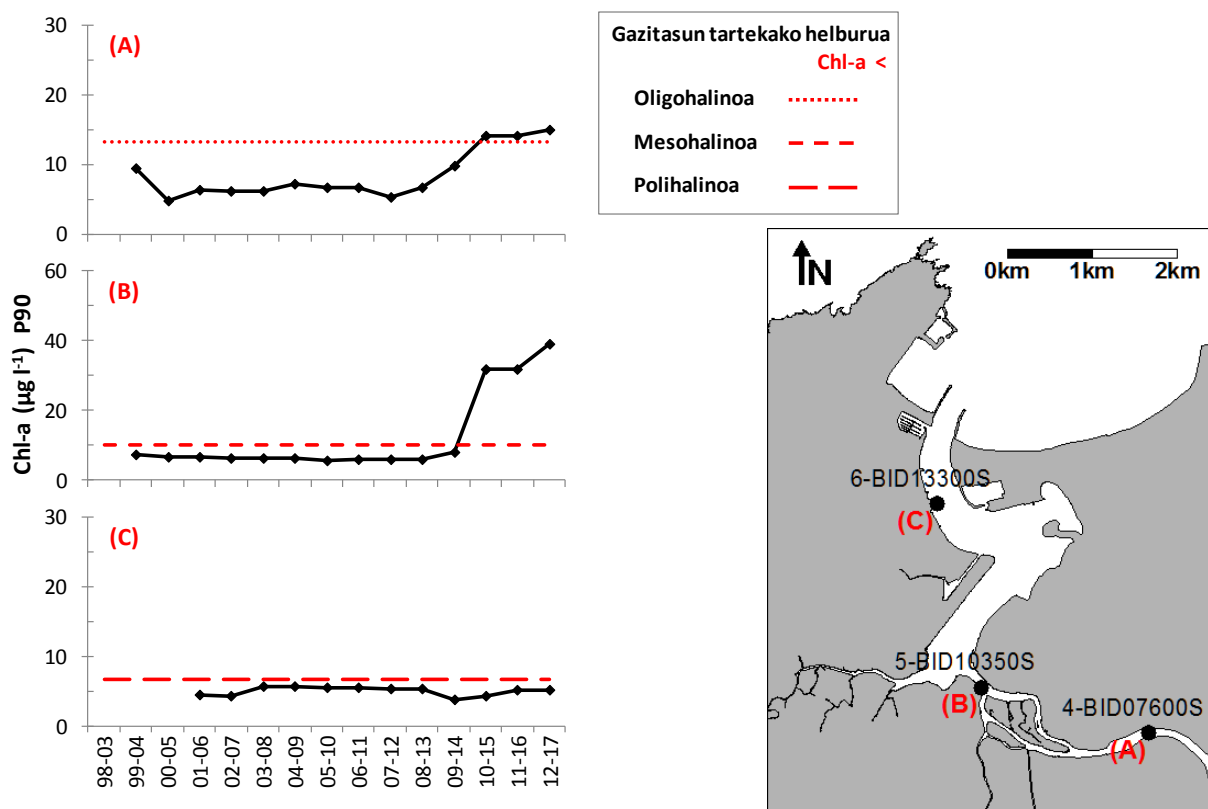 30
20
10
0
(A)
60
40
20
0
(B)
30
25
20
15
10
5
0
(C)
Chl-a (µg l-1) P90
98-03
99-04
00-05
01-06
02-07
03-08
04-09
05-10
06-11
07-12
08-13
09-14
10-15
11-16
12-17
Gazitasun tartekako helburua
Chl-a <
Oligohalinoa
Mesohalinoa
Polihalinoa
N
0km 1km 2km
6-BID13300S
(C)
5-BID10350S
(B)
4-BID07600S
(A)